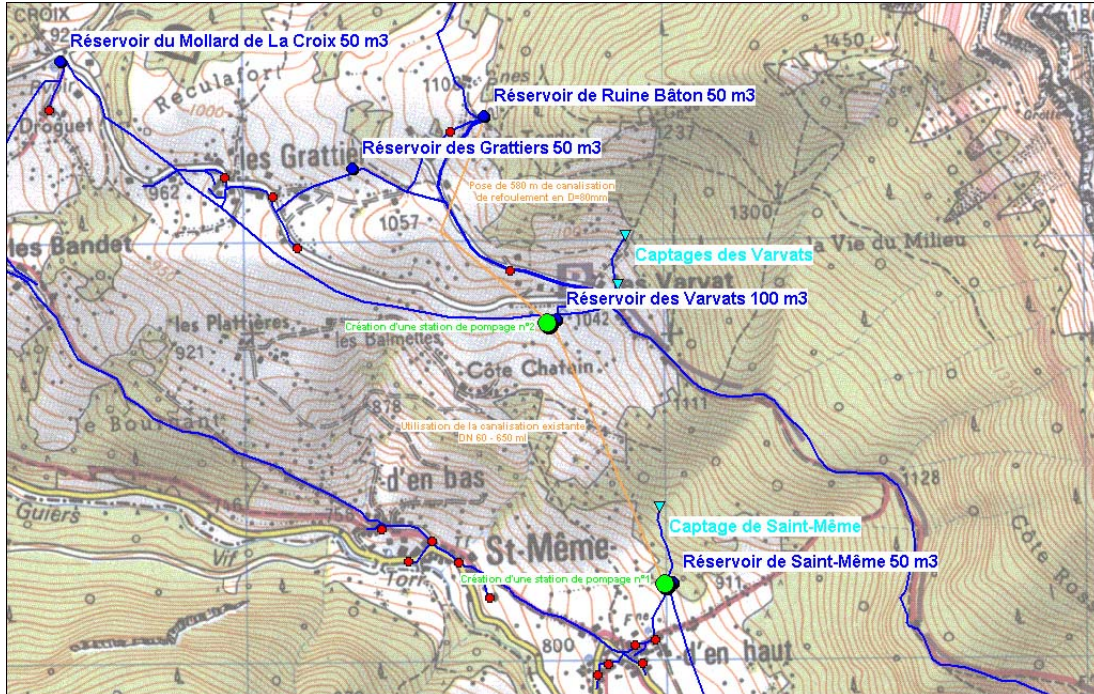 CROIX
92
Réservoir du Mollard de La Croix 50 m3
1450
Reculafort
1000
Réservoir de Ruine Bâton 50 m3
Droguet
1237
les Grattie
Réservoir des Grattiers 50 m3
962
Pose de 580 m de canalisation
de refoulement en D=80mm
1057
1300
les Bandet
Captages des Varvats
la Vie du Milieu
Réservoir des Varvats 100 m3
les Plattières
921
Création d'une station de pompage n°2
1042
les Balmettes
Côte Chatain
878
1111
le Bourinant
Utilisation de la canalisation existante
DN 60 - 650 ml
1128
d'en bas
Guiers
Vif
Captage de Saint-Même
St-Même
Réservoir de Saint-Même 50 m3
Création d'une station de pompage n°1
911
800
d'en haut